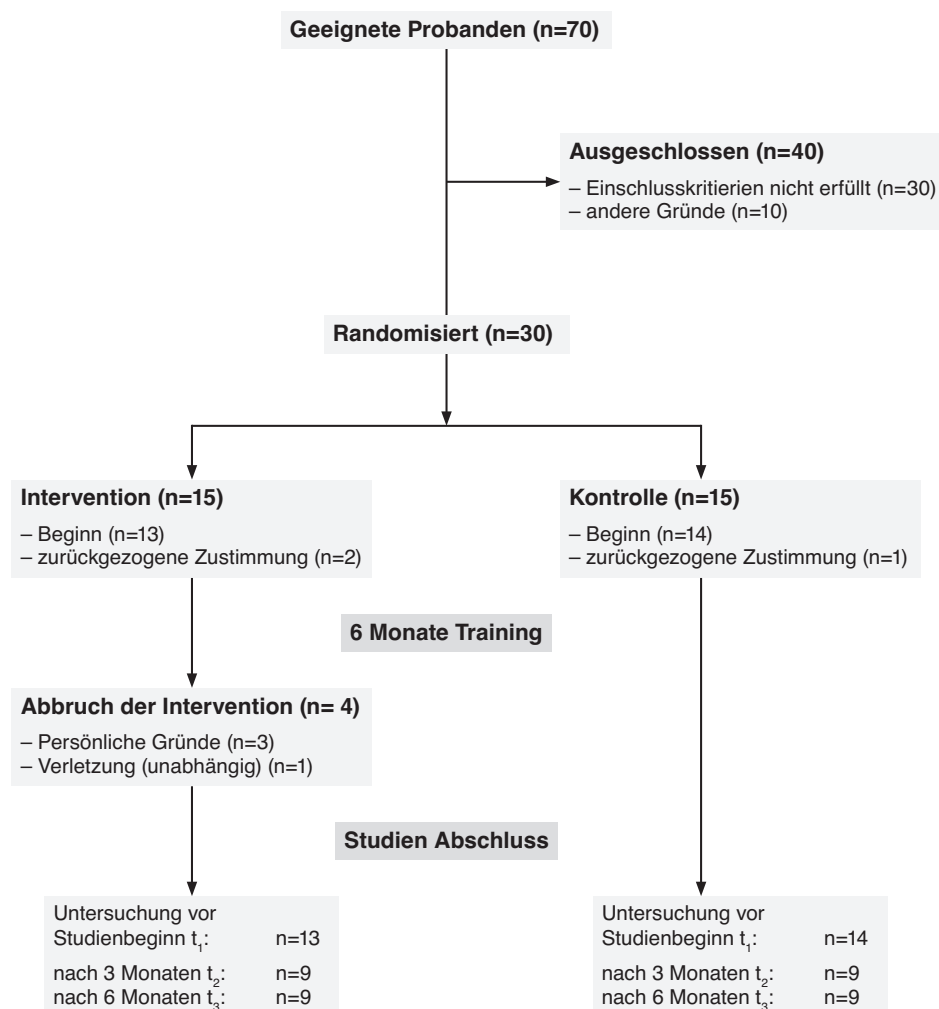 Geeignete Probanden (n=70)
Ausgeschlossen (n=40)
– Einschlusskritierien nicht erfüllt (n=30)
– andere Gründe (n=10)
Randomisiert (n=30)
Intervention (n=15)
– Beginn (n=13)
– zurückgezogene Zustimmung (n=2)
Kontrolle (n=15)
– Beginn (n=14)
– zurückgezogene Zustimmung (n=1)
6 Monate Training
Abbruch der Intervention (n= 4)
– Persönliche Gründe (n=3)
– Verletzung (unabhängig) (n=1)
Studien Abschluss
Untersuchung vor
Studienbeginn t₁: n=13
nach 3 Monaten t₂: n=9
nach 6 Monaten t₃: n=9
Untersuchung vor
Studienbeginn t₁: n=14
nach 3 Monaten t₂: n=9
nach 6 Monaten t₃: n=9